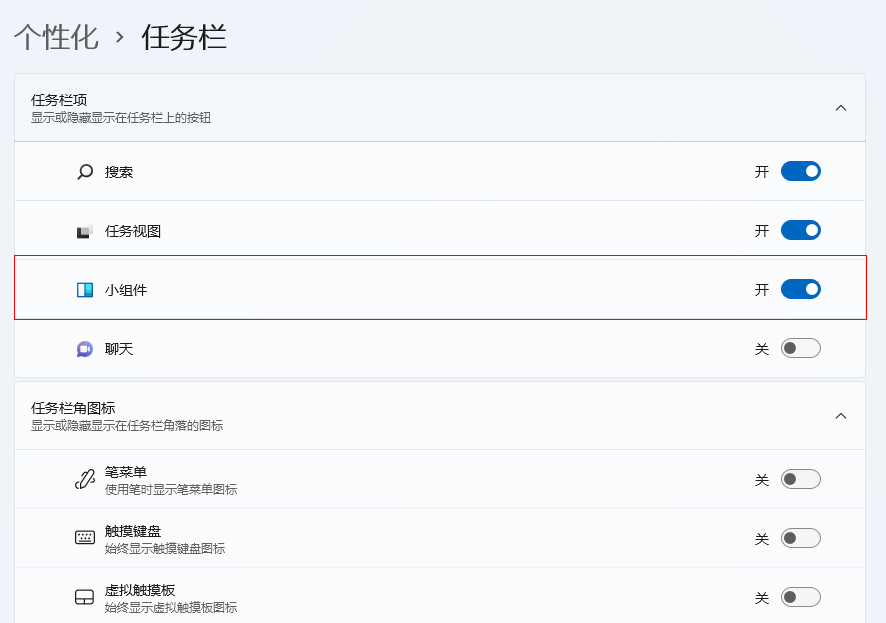 个性化 › 任务栏
任务栏项
显示或隐藏显示在任务栏上的按钮
搜索 开
任务视图 开
小组件 开
聊天 关
任务栏角图标
显示或隐藏显示在任务栏角落的图标
笔菜单
使用笔时显示笔菜单图标 关
触摸键盘
始终显示触摸键盘图标 关
虚拟触摸板
始终显示虚拟触摸板图标 关